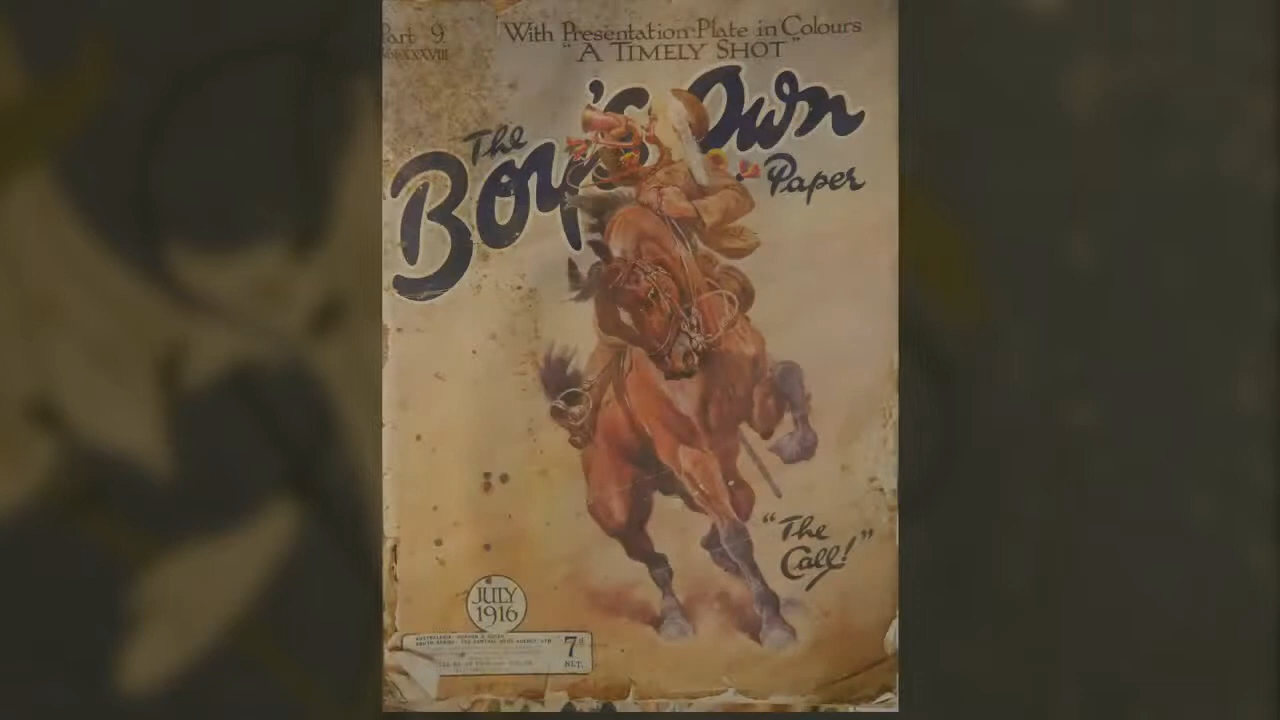 Part 9
With Presentation Plate in Colours
"A TIMELY SHOT"
The
Boy's Own
Paper
"The
Call!"
JULY
1916
7d
NET.